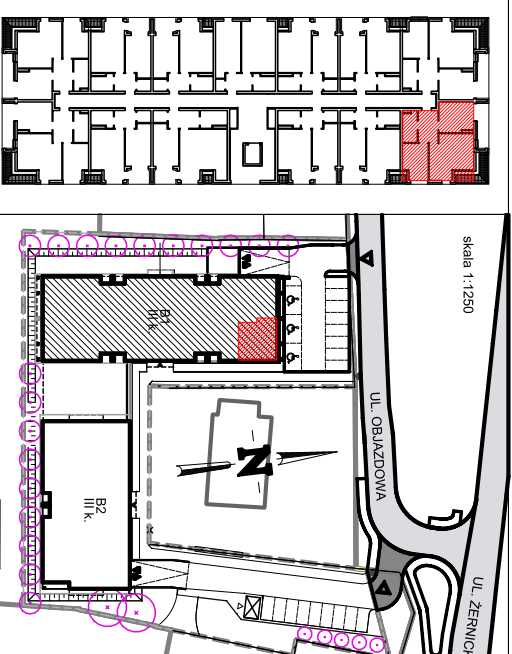 skala 1:1250
B1
III k.
UL. OBJAZDOWA
N
B2
III k.
UL. ŻERNICK